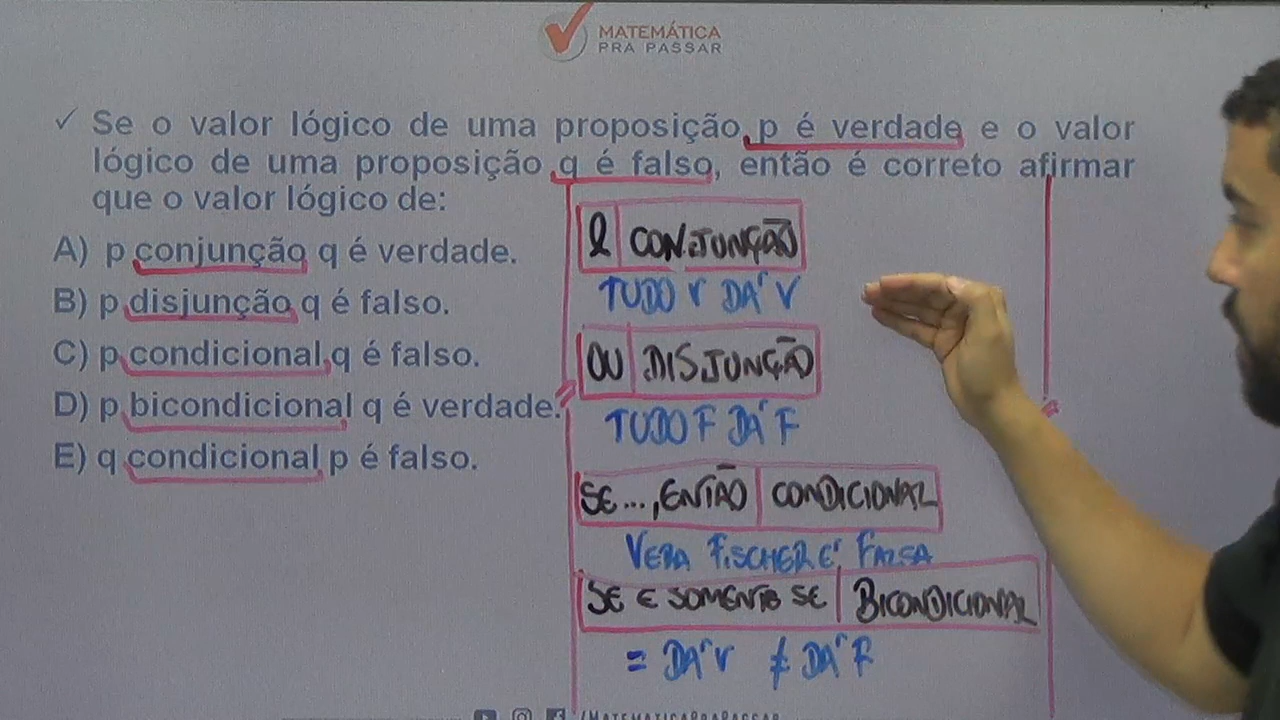 MATEMÁTICA
PRA PASSAR
✓ Se o valor lógico de uma proposição p é verdade e o valor
lógico de uma proposição q é falso, então é correto afirmar
que o valor lógico de:
A) p conjunção q é verdade.
B) p disjunção q é falso.
C) p condicional q é falso.
D) p bicondicional q é verdade.
E) q condicional p é falso.
CONJUNÇÃO
TUDO V DÁ V
OU DISJUNÇÃO
TUDO F DÁ F
SE ..., ENTÃO CONDICIONAL
VERA FISCHER É FALSA
SE E SOMENTE SE BICONDICIONAL
= DÁ V ≠ DÁ F
/MATEMATICAPRAPASSAR